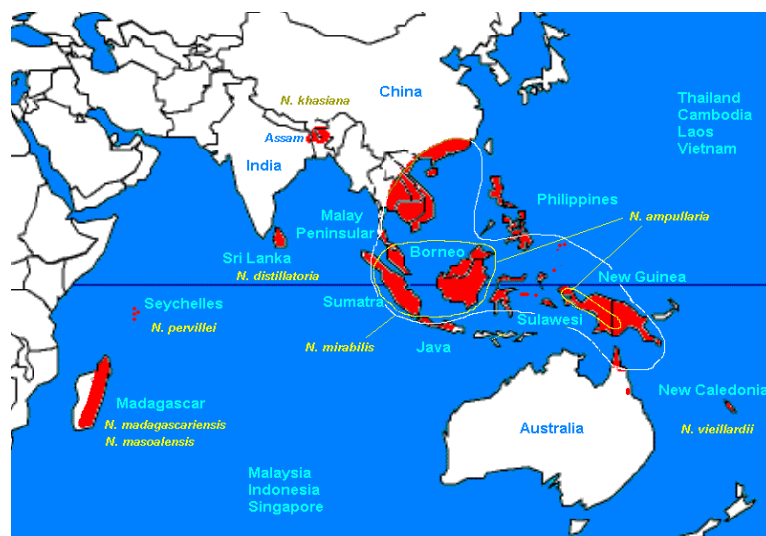 China
N. khasiana
Thailand
Cambodia
Laos
Vietnam
Assam
India
Philippines
Malay
Peninsular
N. ampullaria
Borneo
Sri Lanka
N. distillatoria
New Guinea
Seychelles
Sumatra
N. pervillei
Sulawesi
N. mirabilis
Java
New Caledonia
Madagascar
N. madagascariensis
N. masoalensis
Australia
N. vieillardii
Malaysia
Indonesia
Singapore